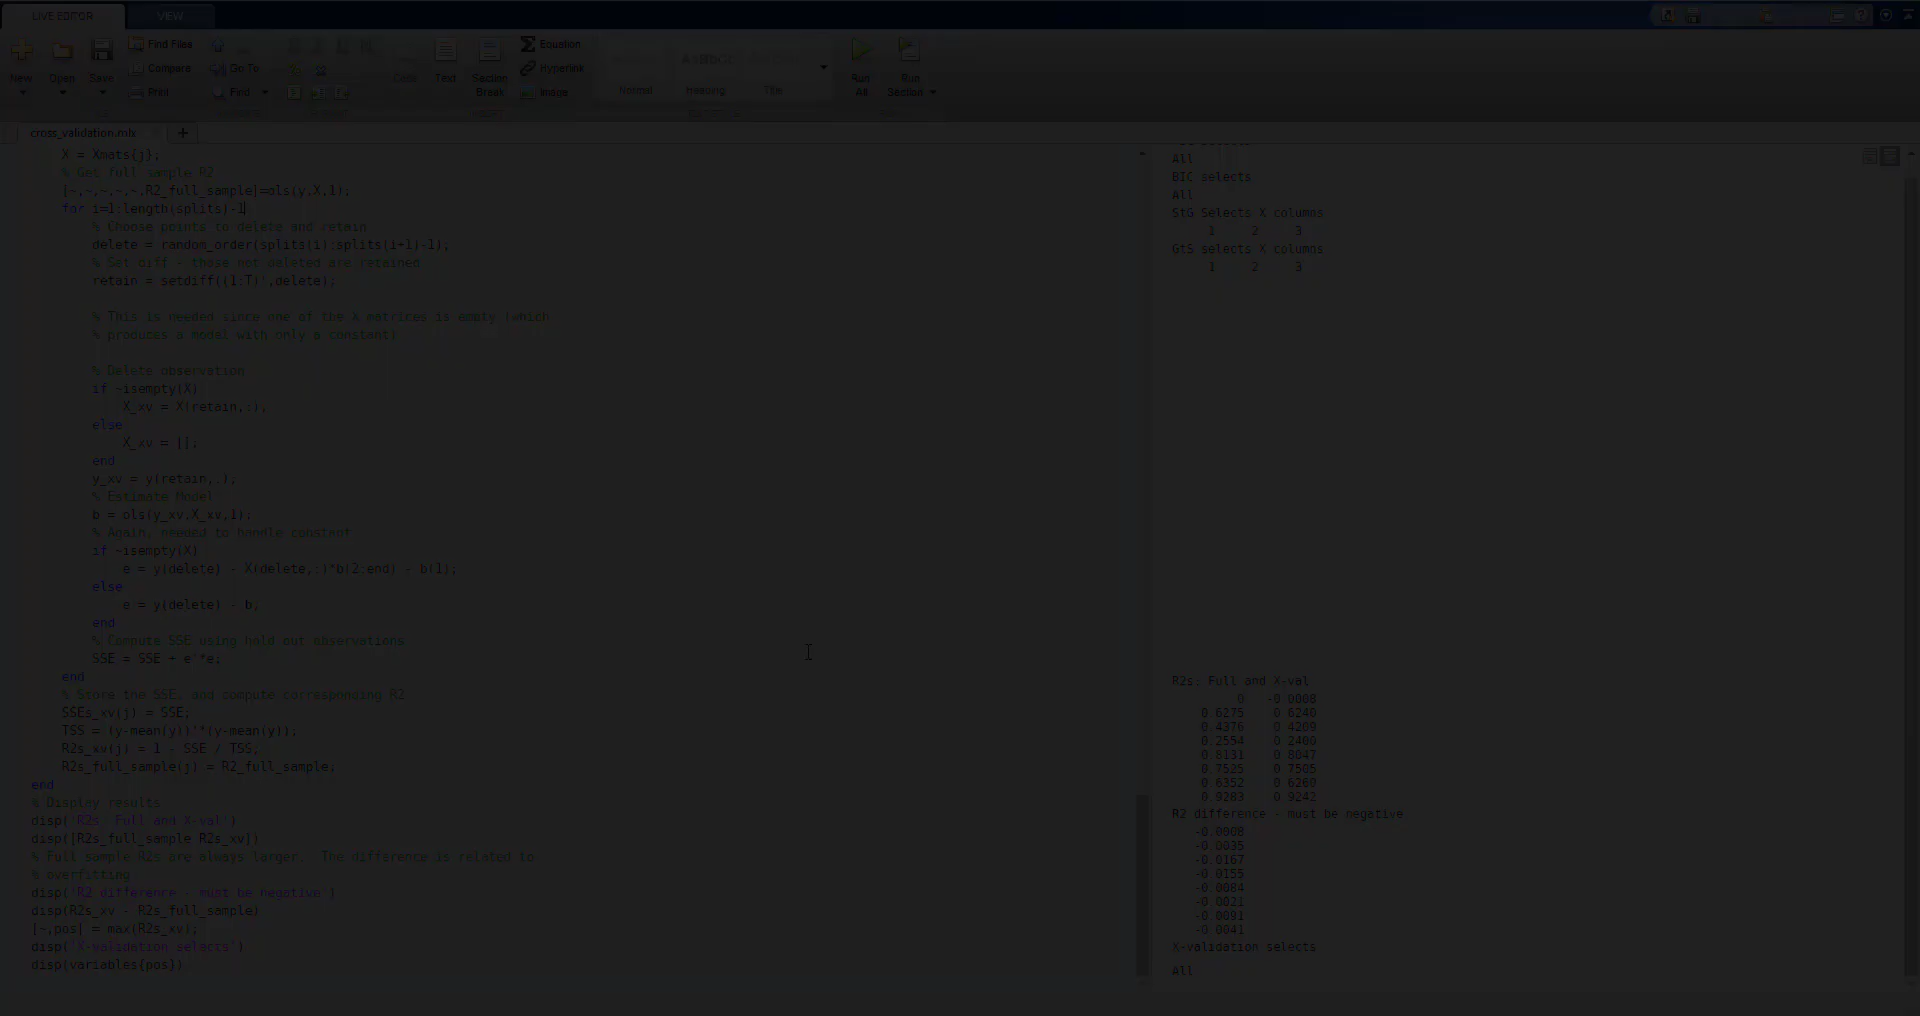 LIVE EDITOR VIEW
Find Files
Compare
Print
Go To
Find
Equation
Hyperlink
Image
New Open Save
Text Section Break
Normal Heading Title
Run All Run Section
cross_validation.mlx +
X = Xmats{j};
% Get full sample R2
[~,~,~,~,~,R2_full_sample]=ols(y,X,1);
for i=1:length(splits)-1
% Choose points to delete and retain
delete = random_order(splits(i):splits(i+1)-1);
% Set diff - those not deleted are retained
retain = setdiff((1:T)',delete);
% This is needed since one of the X matrices is empty (which
% produces a model with only a constant)
% Delete observation
if ~isempty(X)
X_xv = X(retain,:);
else
X_xv = [];
end
y_xv = y(retain,:);
% Estimate Model
b = ols(y_xv,X_xv,1);
% Again, needed to handle constant
if ~isempty(X)
e = y(delete) - X(delete,:)*b(2:end) - b(1);
else
e = y(delete) - b;
end
% Compute SSE using held out observations
SSE = SSE + e'*e;
end
% Store the SSE, and compute corresponding R2
SSEs_xv(j) = SSE;
TSS = (y-mean(y))'*(y-mean(y));
R2s_xv(j) = 1 - SSE / TSS;
R2s_full_sample(j) = R2_full_sample;
end
% Display results
disp('R2s: Full and X-val')
disp([R2s_full_sample R2s_xv])
% Full sample R2s are always larger. The difference is related to
% overfitting
disp('R2 difference - must be negative')
disp(R2s_xv - R2s_full_sample)
[~,pos] = max(R2s_xv);
disp('X-validation selects')
disp(variables{pos})
All
BIC selects
All
StG Selects X columns
1 2 3
GtS selects X columns
1 2 3
R2s: Full and X-val
0 -0.0008
0.6275 0.6240
0.4376 0.4209
0.2554 0.2400
0.8131 0.8047
0.7525 0.7505
0.6352 0.6260
0.9283 0.9242
R2 difference - must be negative
-0.0008
-0.0035
-0.0167
-0.0155
-0.0084
-0.0021
-0.0091
-0.0041
X-validation selects
All